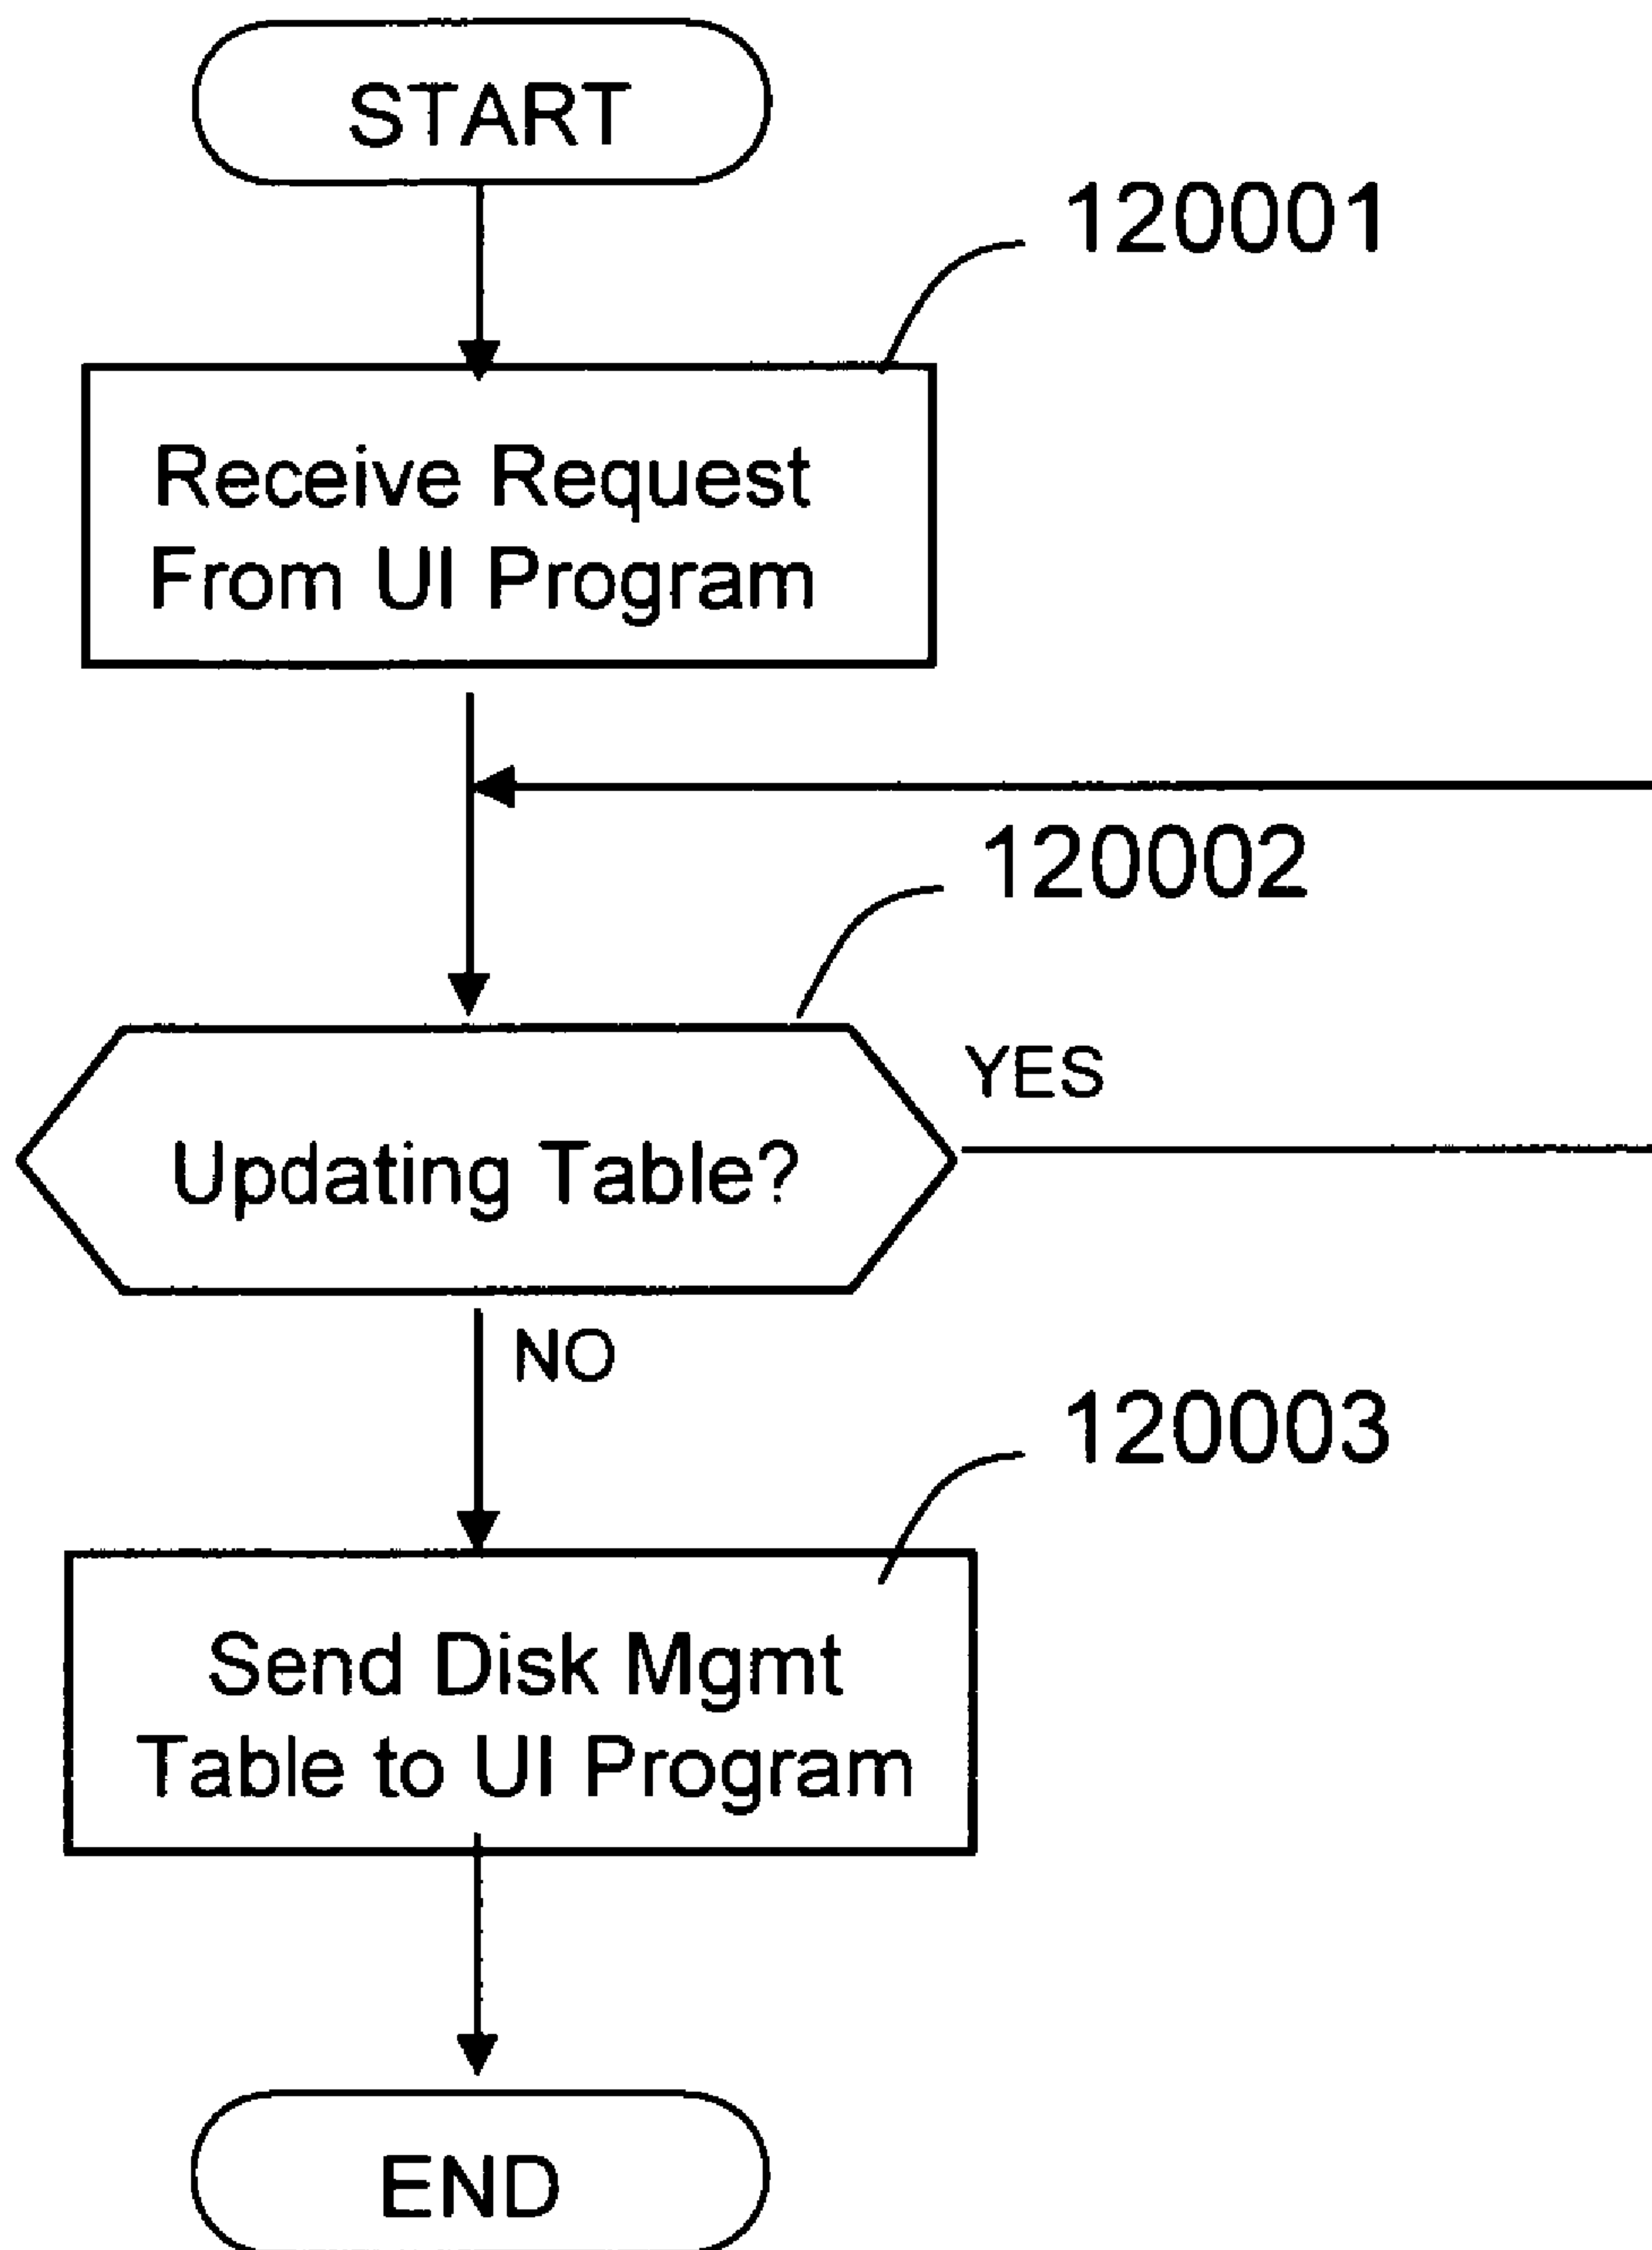 START
120001
Receive Request
From UI Program
120002
YES
Updating Table?
NO
120003
Send Disk Mgmt
Table to UI Program
END